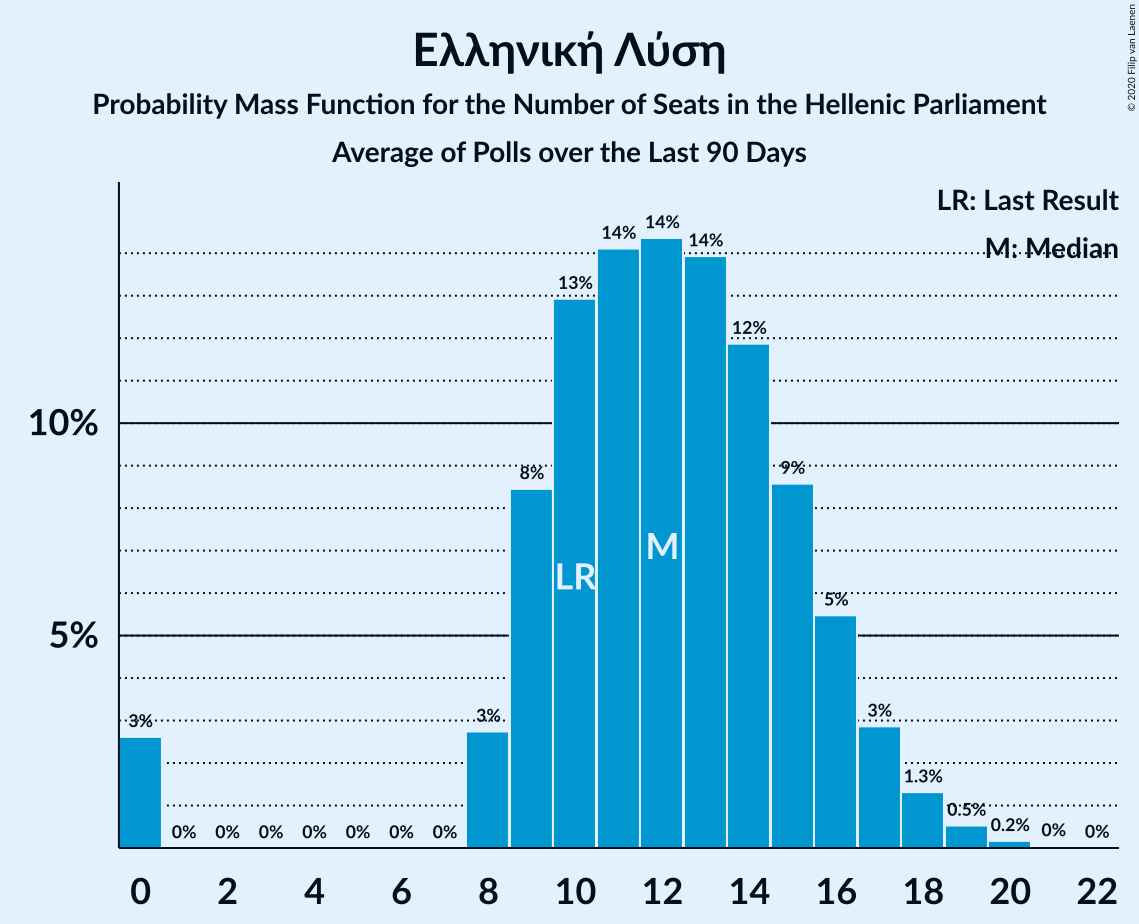 Ελληνική Λύση
Probability Mass Function for the Number of Seats in the Hellenic Parliament
Average of Polls over the Last 90 Days
© 2020 Filip van Laenen
LR: Last Result
M: Median
10%
5%
3%
0%
0%
0%
0%
0%
0%
0%
3%
8%
13%
14%
14%
14%
12%
9%
5%
3%
1.3%
0.5%
0.2%
0%
0%
LR
M
0 2 4 6 8 10 12 14 16 18 20 22